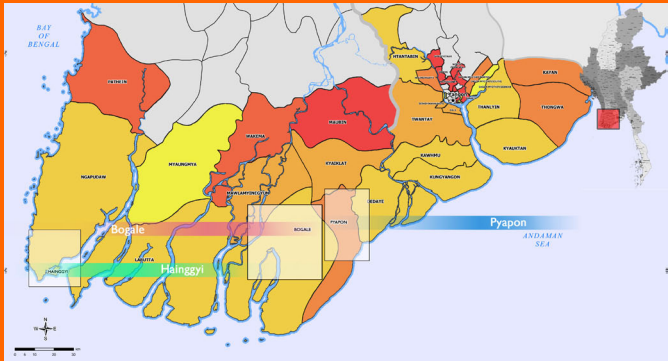 BAY
OF
BENGAL
HTANTABIN
KAYAN
PATHEIN
THANLYIN
THONGWA
MAUBIN
TWANTAY
WAKEMA
KYAUKTAN
MYAUNGMYA
KYAIKLAT
KAWHMU
NGAPUDAW
KUNGYANGON
MAWLAMYINEGYUN
DEDAYE
PYAPON
Pyapon
Bogale
BOGALE
ANDAMAN
SEA
LABUTTA
HAINGGYI
Hainggyi
N
W
E
S